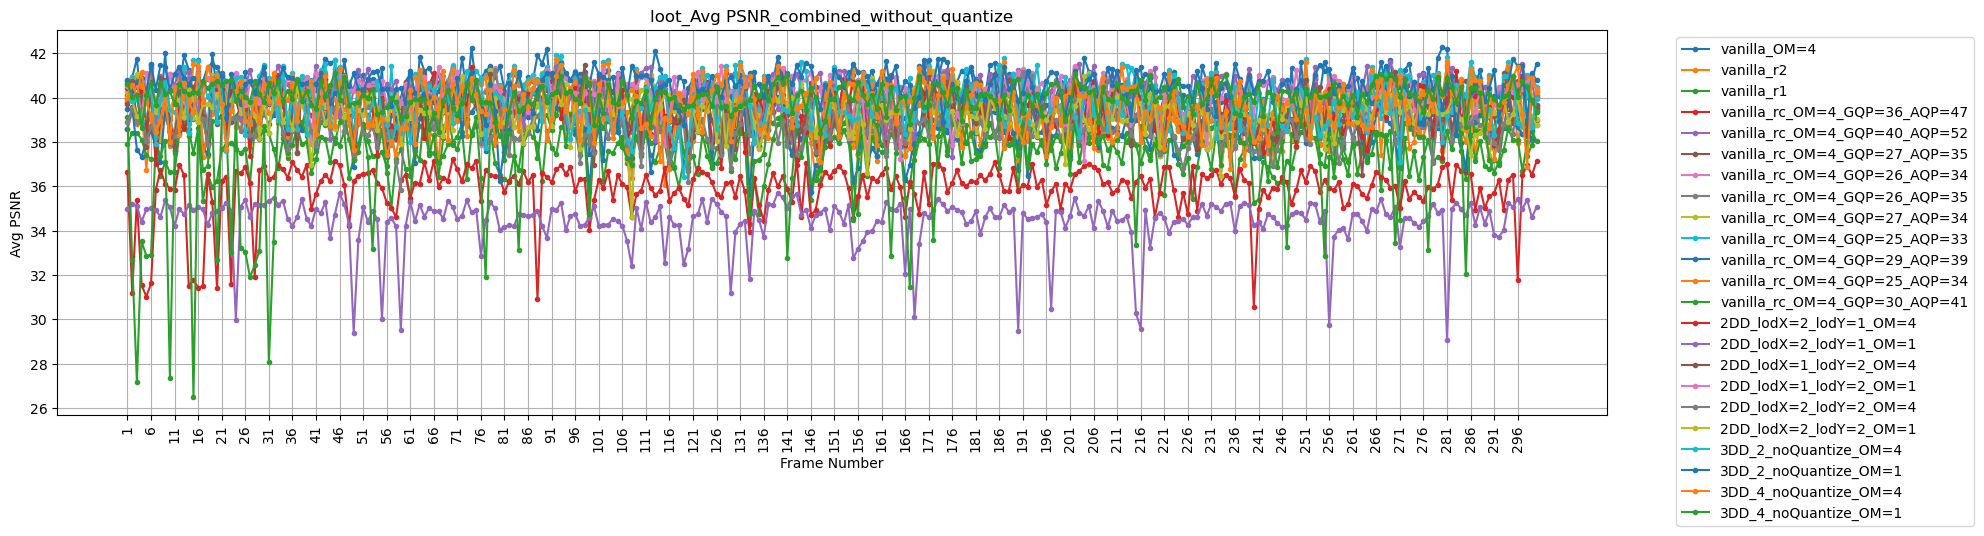 loot_Avg PSNR_combined_without_quantize
42
40
38
36
34
32
30
28
26
Avg PSNR
1 6 11 16 21 26 31 36 41 46 51 56 61 66 71 76 81 86 91 96 101 106 111 116 121 126 131 136 141 146 151 156 161 166 171 176 181 186 191 196 201 206 211 216 221 226 231 236 241 246 251 256 261 266 271 276 281 286 291 296
Frame Number
vanilla_OM=4
vanilla_r2
vanilla_r1
vanilla_rc_OM=4_GQP=36_AQP=47
vanilla_rc_OM=4_GQP=40_AQP=52
vanilla_rc_OM=4_GQP=27_AQP=35
vanilla_rc_OM=4_GQP=26_AQP=34
vanilla_rc_OM=4_GQP=26_AQP=35
vanilla_rc_OM=4_GQP=27_AQP=34
vanilla_rc_OM=4_GQP=25_AQP=33
vanilla_rc_OM=4_GQP=29_AQP=39
vanilla_rc_OM=4_GQP=25_AQP=34
vanilla_rc_OM=4_GQP=30_AQP=41
2DD_lodX=2_lodY=1_OM=4
2DD_lodX=2_lodY=1_OM=1
2DD_lodX=1_lodY=2_OM=4
2DD_lodX=1_lodY=2_OM=1
2DD_lodX=2_lodY=2_OM=4
2DD_lodX=2_lodY=2_OM=1
3DD_2_noQuantize_OM=4
3DD_2_noQuantize_OM=1
3DD_4_noQuantize_OM=4
3DD_4_noQuantize_OM=1